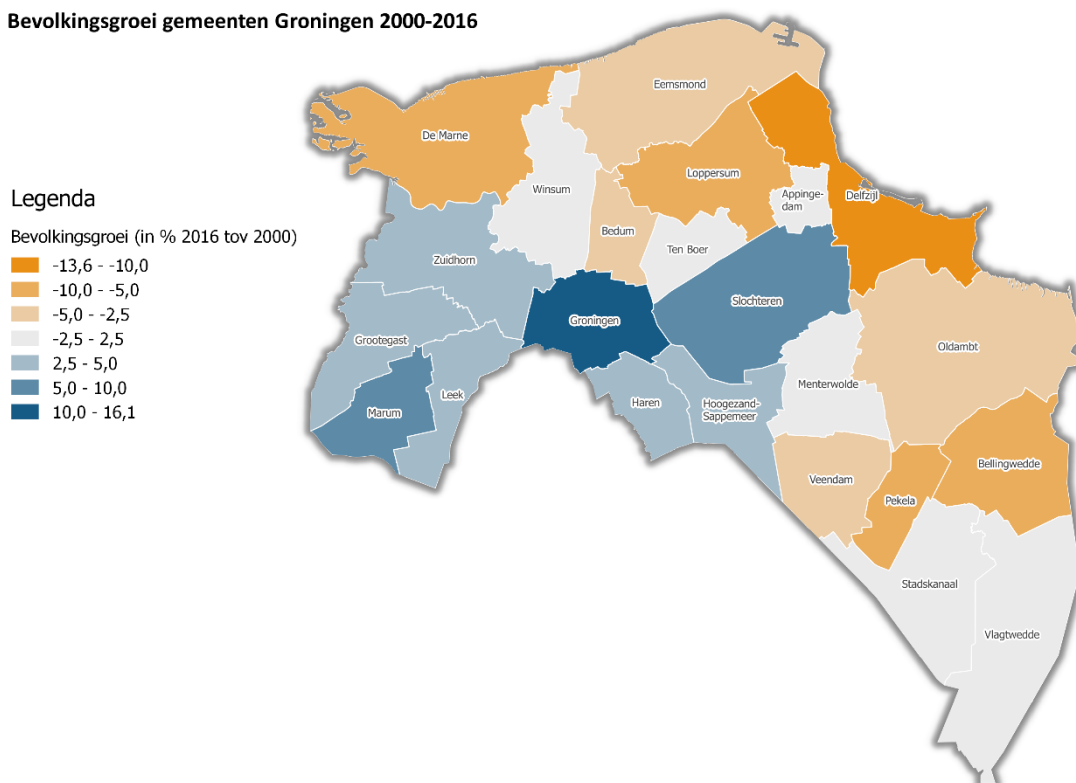 Bevolkingsgroei gemeenten Groningen 2000-2016
Legenda
Bevolkingsgroei (in % 2016 tov 2000)
-13,6 - -10,0
-10,0 - -5,0
-5,0 - -2,5
-2,5 - 2,5
2,5 - 5,0
5,0 - 10,0
10,0 - 16,1
Eemsmond
De Marne
Loppersum
Winsum
Appinge-
dam
Delfzijl
Bedum
Ten Boer
Zuidhorn
Slochteren
Groningen
Grootegast
Oldambt
Menterwolde
Leek
Haren
Hoogezand-
Sappemeer
Marum
Bellingwedde
Veendam
Pekela
Stadskanaal
Vlagtwedde